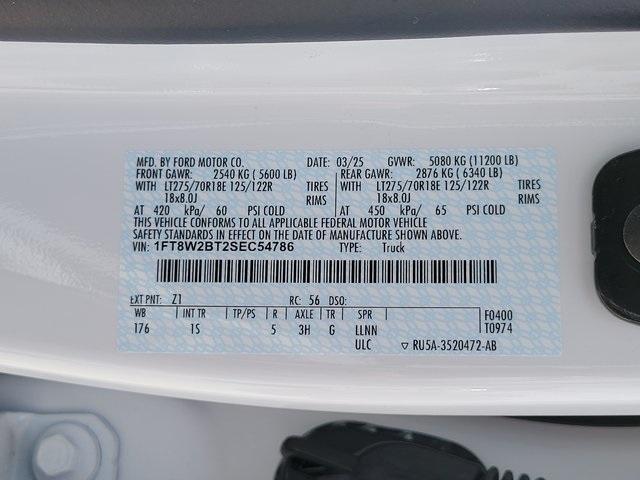 MFD. BY FORD MOTOR CO. DATE: 03/25 GVWR: 5080 KG (11200 LB)
FRONT GAWR: 2540 KG ( 5600 LB) REAR GAWR: 2876 KG ( 6340 LB)
WITH LT275/70R18E 125/122R TIRES WITH LT275/70R18E 125/122R TIRES
18x8.0J RIMS 18x8.0J RIMS
AT 420 kPa/ 60 PSI COLD AT 450 kPa/ 65 PSI COLD
THIS VEHICLE CONFORMS TO ALL APPLICABLE FEDERAL MOTOR VEHICLE
SAFETY STANDARDS IN EFFECT ON THE DATE OF MANUFACTURE SHOWN ABOVE.
VIN: 1FT8W2BT2SEC54786 TYPE: Truck
EXT PNT: Z1 RC: 56 DSO:
WB INT TR TP/PS R AXLE TR SPR F0400
176 1S 5 3H G LLNN T0974
ULC ▽ RU5A-3520472-AB